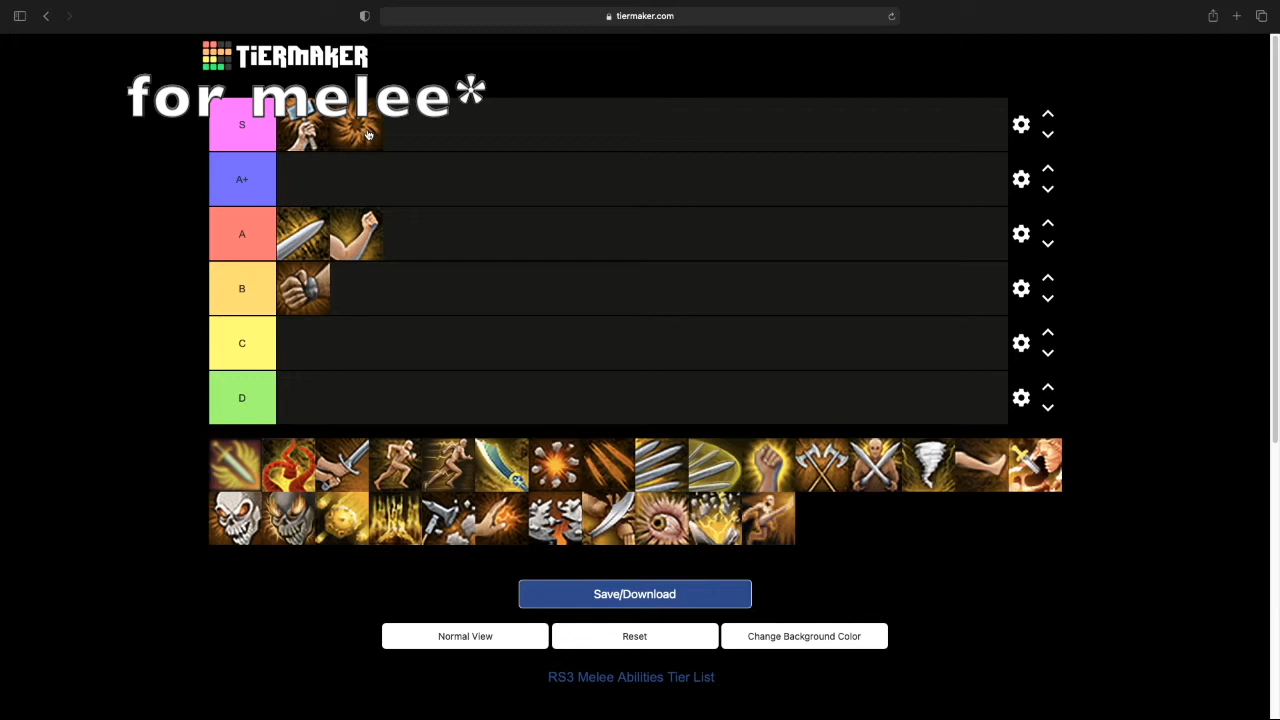 tiermaker.com
TiERMAKER
for melee*
S
A+
A
B
C
D
Save/Download
Normal View
Reset
Change Background Color
RS3 Melee Abilities Tier List